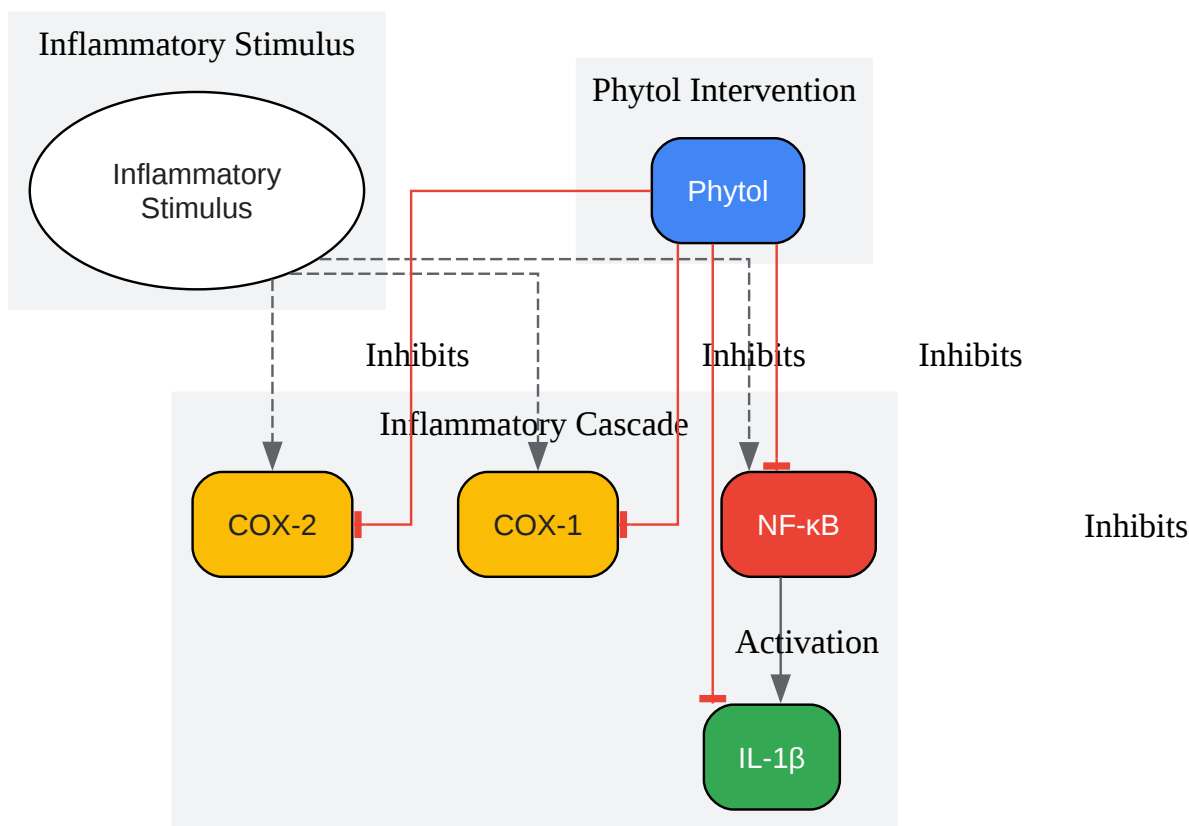 Inflammatory Stimulus
Phytol Intervention
Inflammatory
Stimulus
Phytol
Inhibits
Inhibits
Inhibits
Inflammatory Cascade
COX-2
COX-1
NF-κB
Inhibits
Activation
IL-1β